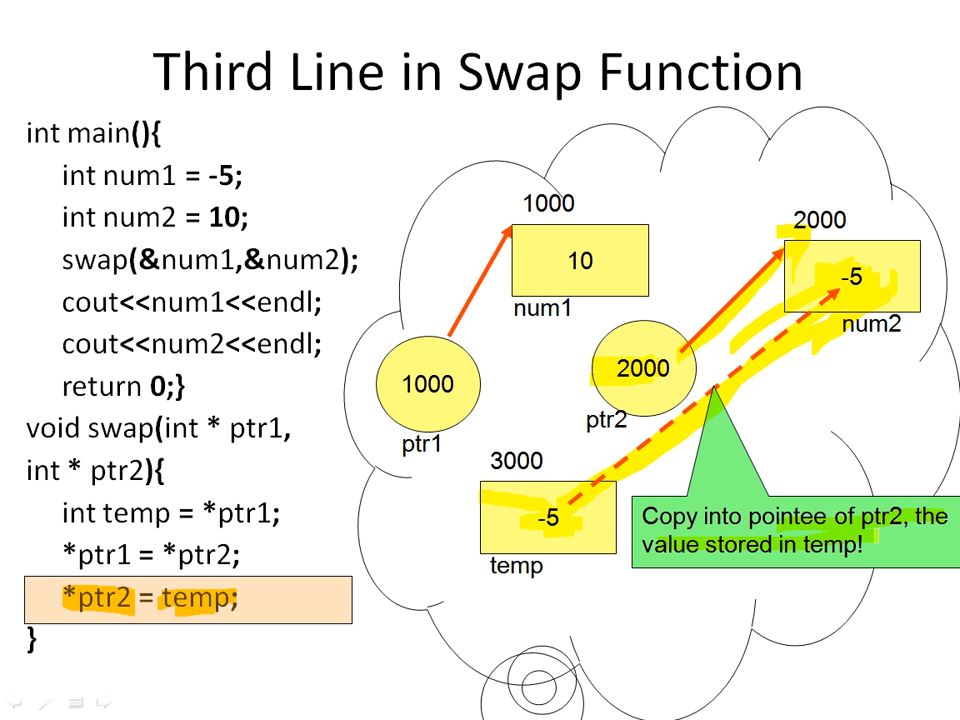 Third Line in Swap Function
int main(){
int num1 = -5;
int num2 = 10;
swap(&num1,&num2);
cout<<num1<<endl;
cout<<num2<<endl;
return 0;}
void swap(int * ptr1,
int * ptr2){
int temp = *ptr1;
*ptr1 = *ptr2;
*ptr2 = temp;
}
1000
10
num1
2000
-5
num2
1000
ptr1
2000
ptr2
3000
-5
temp
Copy into pointee of ptr2, the
value stored in temp!